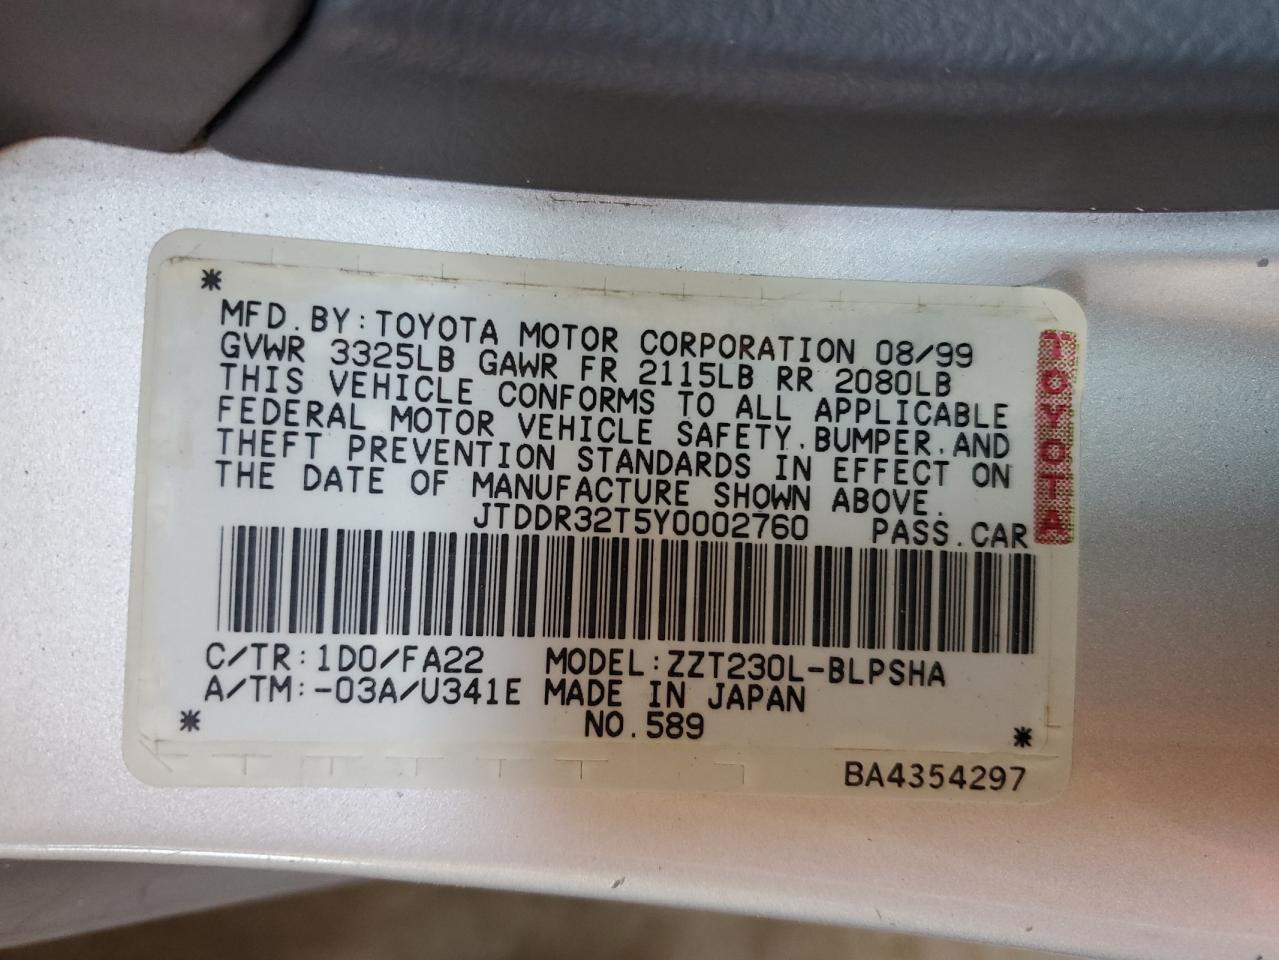 MFD.BY:TOYOTA MOTOR CORPORATION 08/99
GVWR 3325LB GAWR FR 2115LB RR 2080LB
THIS VEHICLE CONFORMS TO ALL APPLICABLE
FEDERAL MOTOR VEHICLE SAFETY,BUMPER,AND
THEFT PREVENTION STANDARDS IN EFFECT ON
THE DATE OF MANUFACTURE SHOWN ABOVE.
JTDDR32T5Y0002760 PASS.CAR
TOYOTA
C/TR:1D0/FA22 MODEL:ZZT230L-BLPSHA
A/TM:-03A/U341E MADE IN JAPAN
NO.589
BA4354297